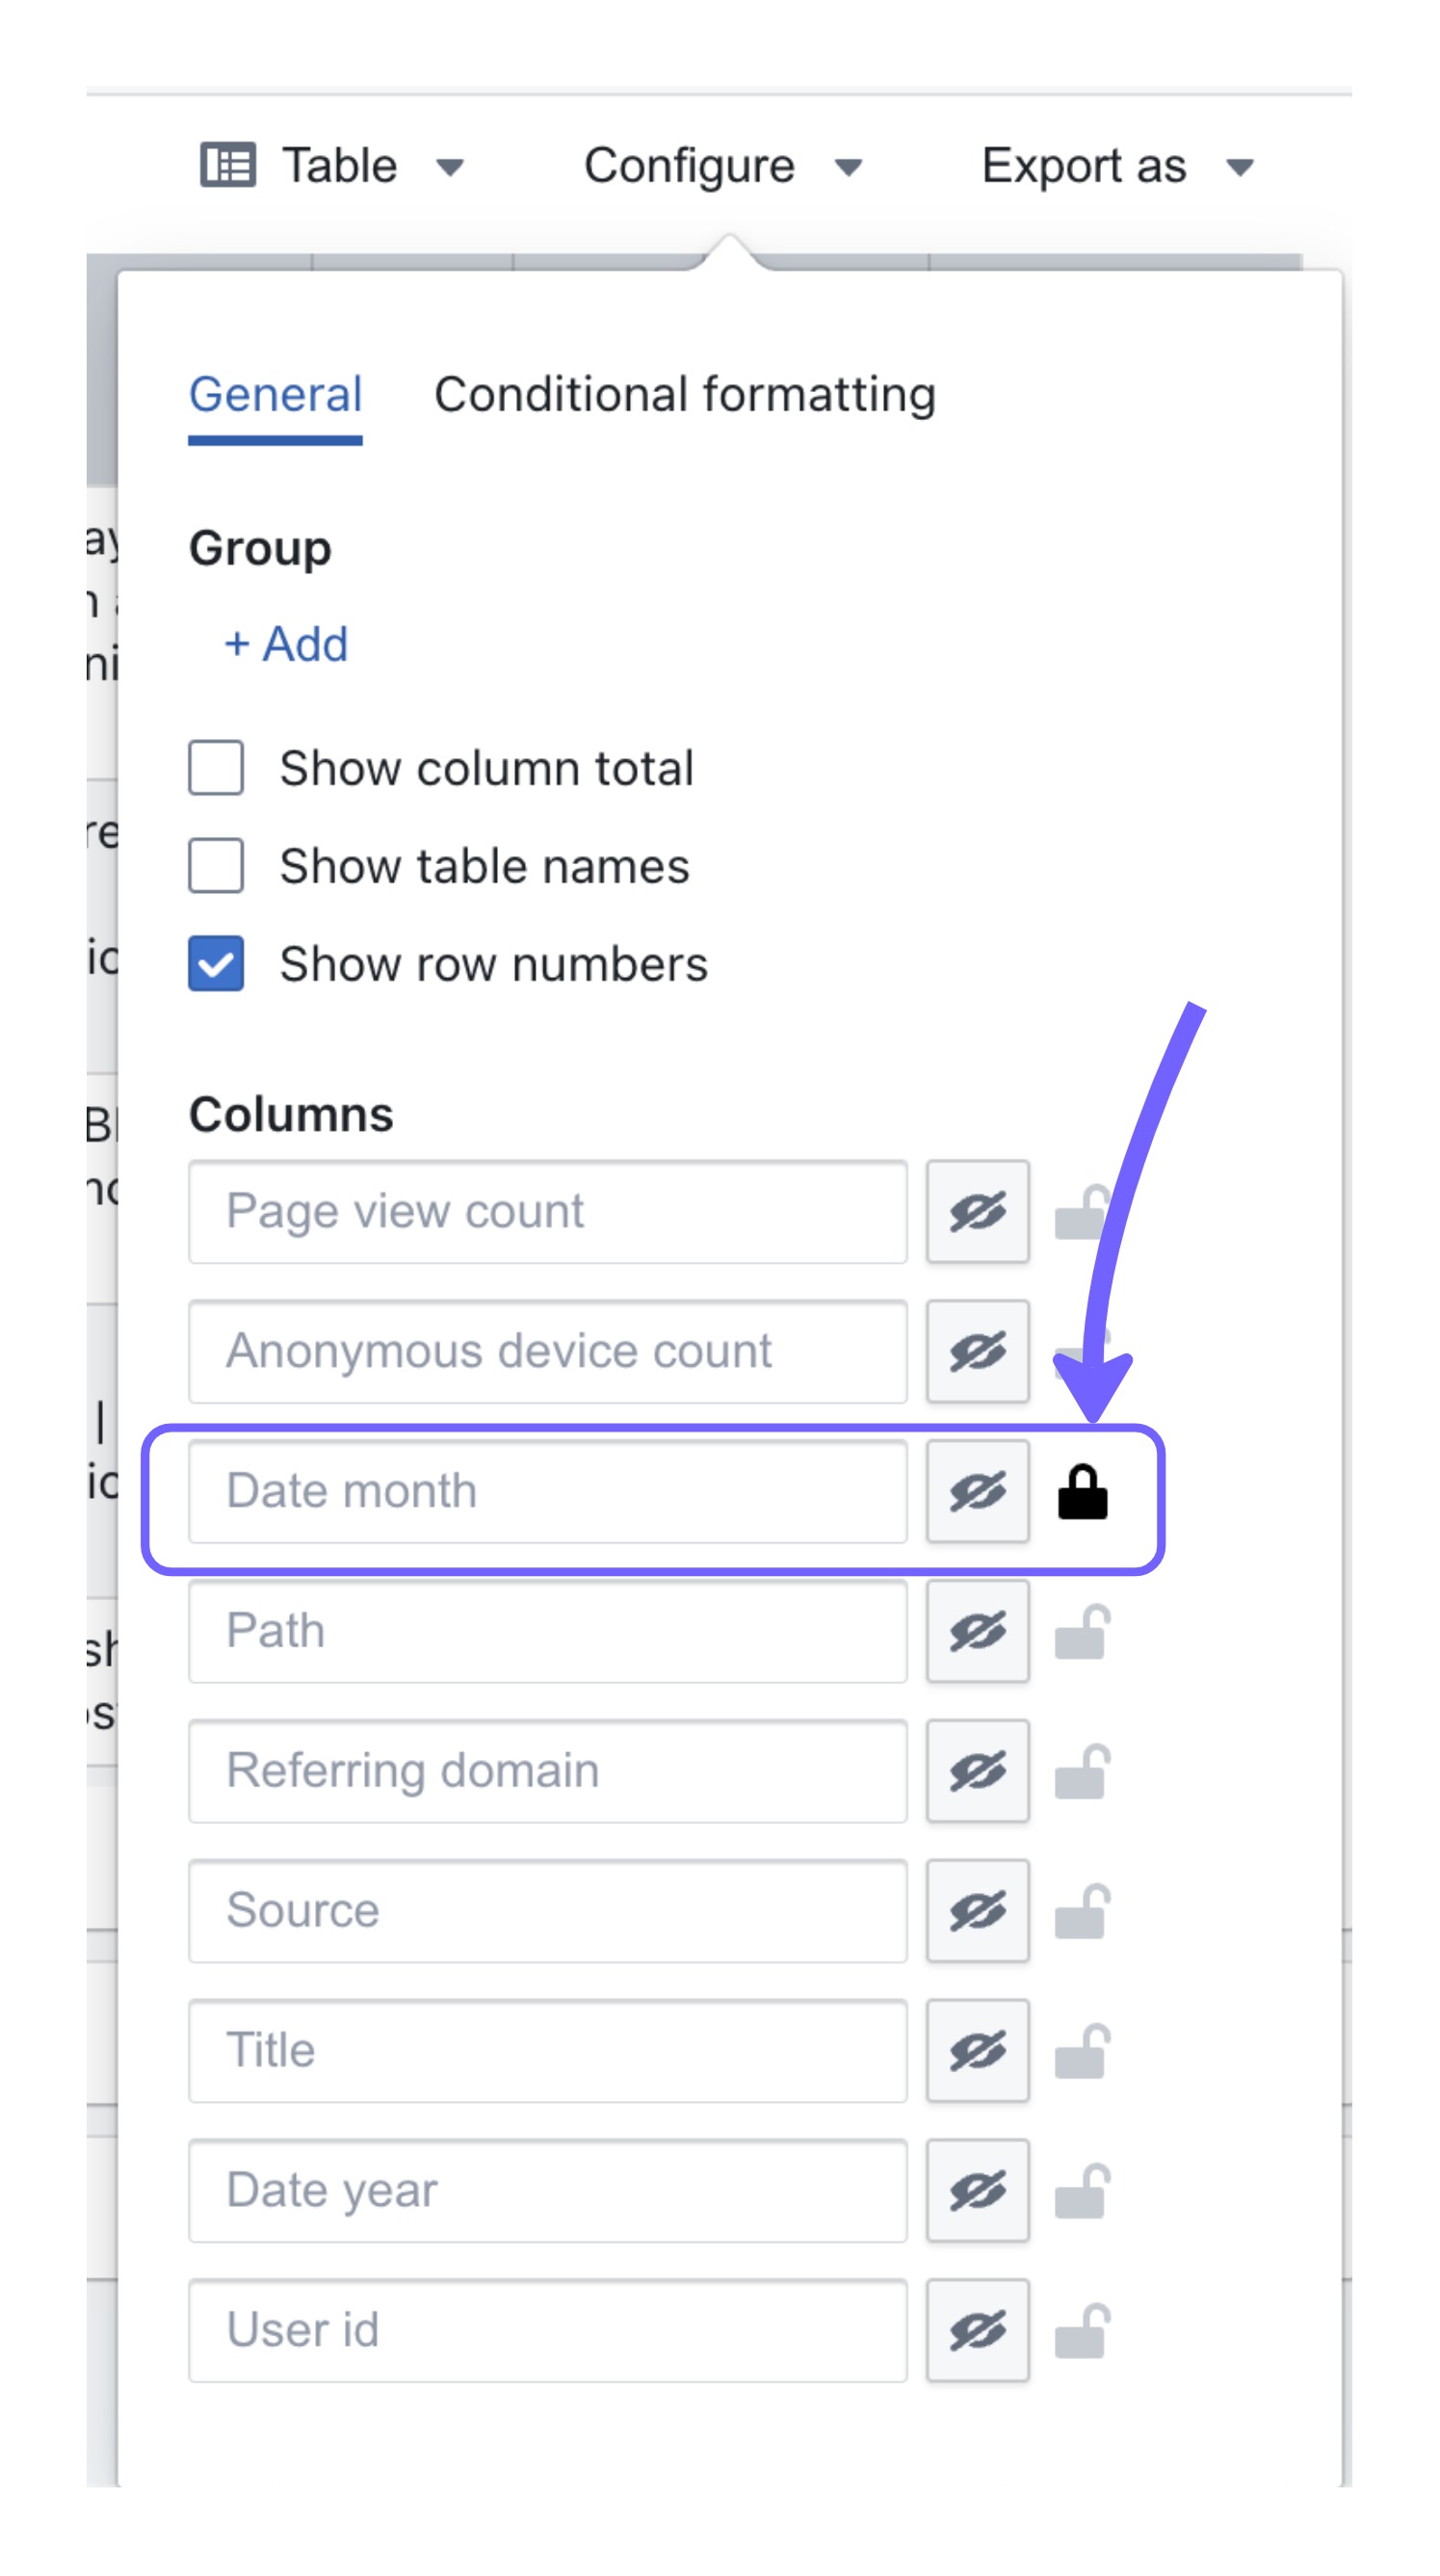 Table Configure Export as
General Conditional formatting
Group
+ Add
Show column total
Show table names
Show row numbers
Columns
Page view count
Anonymous device count
Date month
Path
Referring domain
Source
Title
Date year
User id